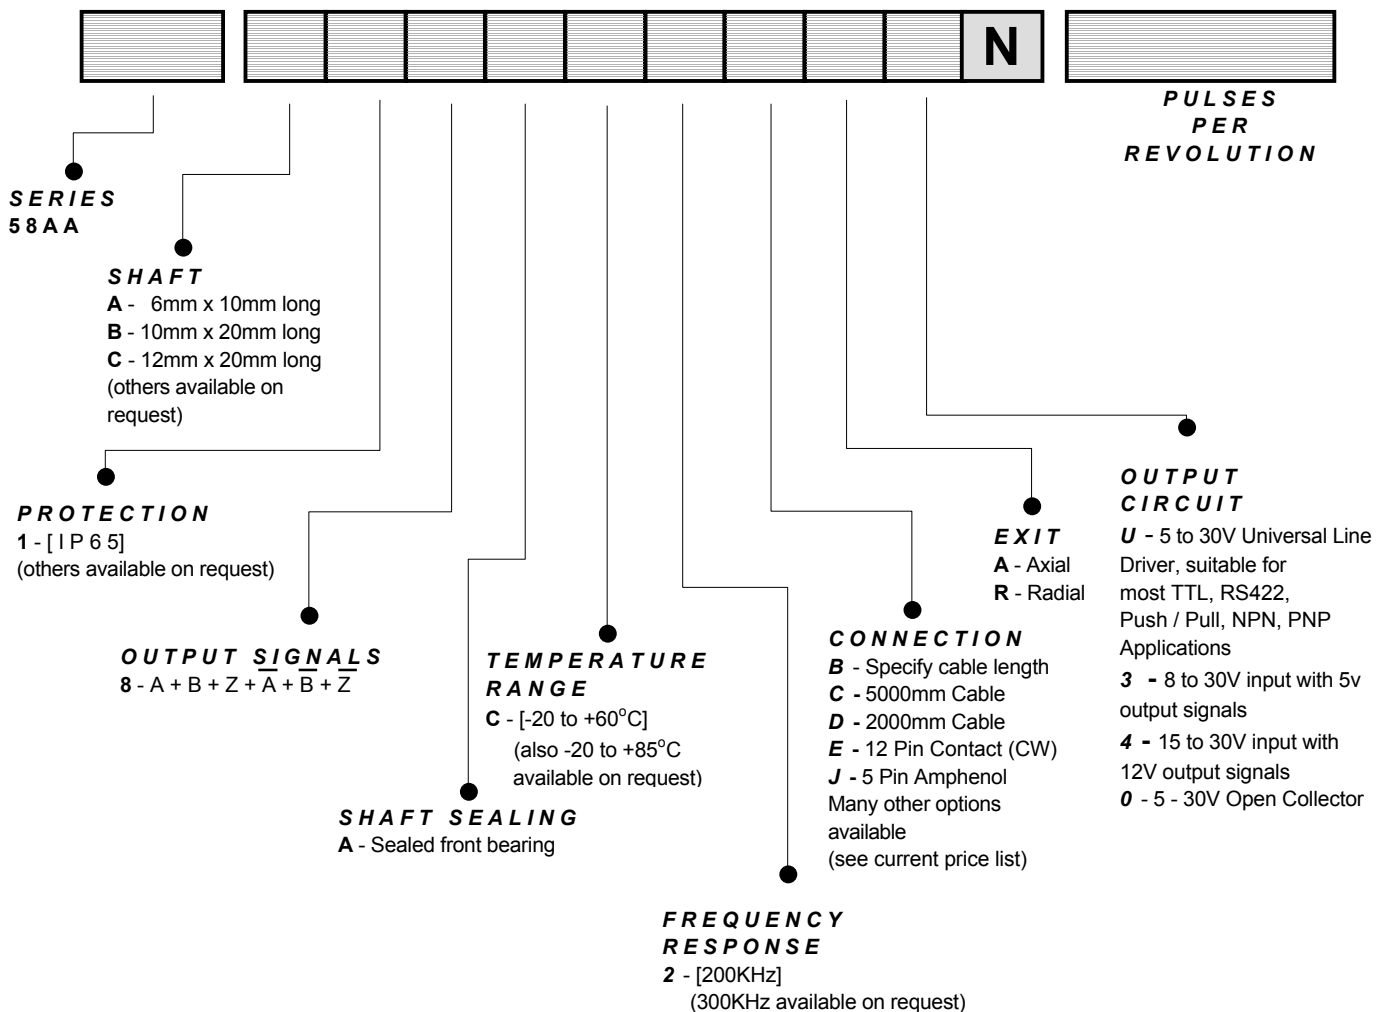 N
PULSES
PER
REVOLUTION
SERIES
58AA
SHAFT
A - 6mm x 10mm long
B - 10mm x 20mm long
C - 12mm x 20mm long
(others available on
request)
PROTECTION
1 - [IP65]
(others available on request)
OUTPUT SIGNALS
8 - A + B + Z + A̅ + B̅ + Z̅
SHAFT SEALING
A - Sealed front bearing
TEMPERATURE
RANGE
C - [-20 to +60°C]
(also -20 to +85°C
available on request)
FREQUENCY
RESPONSE
2 - [200KHz]
(300KHz available on request)
CONNECTION
B - Specify cable length
C - 5000mm Cable
D - 2000mm Cable
E - 12 Pin Contact (CW)
J - 5 Pin Amphenol
Many other options
available
(see current price list)
EXIT
A - Axial
R - Radial
OUTPUT
CIRCUIT
U - 5 to 30V Universal Line
Driver, suitable for
most TTL, RS422,
Push / Pull, NPN, PNP
Applications
3 - 8 to 30V input with 5v
output signals
4 - 15 to 30V input with
12V output signals
0 - 5 - 30V Open Collector